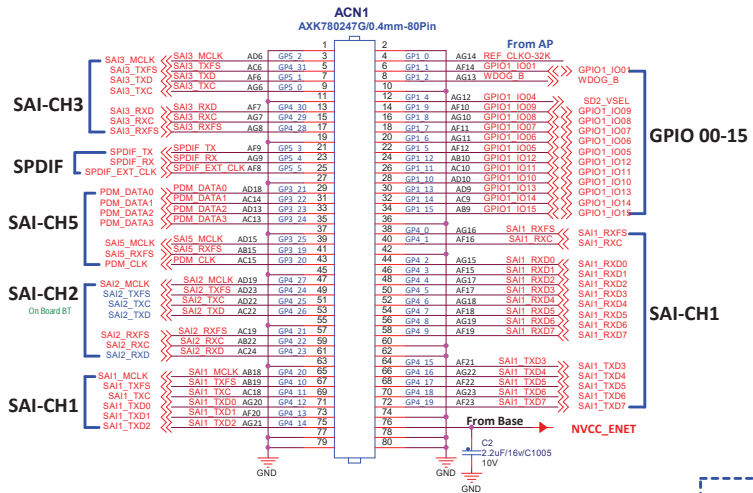 ACN1
AXK780247G/0.4mm-80Pin
From AP
1 2
SAI3_MCLK SAI3_MCLK AD6 GP5_2 3 4 GP1_0 AG14 REF_CLKO-32K
SAI3_TXFS SAI3_TXFS AC6 GP4_31 5 6 GP1_1 AF14 GPIO1_IO01 GPIO1_IO01
SAI3_TXD SAI3_TXD AF6 GP5_1 7 8 GP1_2 AG13 WDOG_B WDOG_B
SAI3_TXC SAI3_TXC AG6 GP5_0 9 10
SAI-CH3
11 12 GP1_4 AG12 GPIO1_IO04 SD2_VSEL
SAI3_RXD SAI3_RXD AF7 GP4_30 13 14 GP1_9 AF10 GPIO1_IO09 GPIO1_IO09
SAI3_RXC SAI3_RXC AG7 GP4_29 15 16 GP1_8 AG10 GPIO1_IO08 GPIO1_IO08
SAI3_RXFS SAI3_RXFS AG8 GP4_28 17 18 GP1_7 AF11 GPIO1_IO07 GPIO1_IO07
GPIO 00-15
19 20 GP1_6 AG11 GPIO1_IO06 GPIO1_IO06
SPDIF
SPDIF_TX SPDIF_TX AF9 GP5_3 21 22 GP1_5 AF12 GPIO1_IO05 GPIO1_IO05
SPDIF_RX SPDIF_RX AG9 GP5_4 23 24 GP1_12 AB10 GPIO1_IO12 GPIO1_IO12
SPDIF_EXT_CLK SPDIF_EXT_CLK AF8 GP5_5 25 26 GP1_11 AC10 GPIO1_IO11 GPIO1_IO11
27 28 GP1_10 AD10 GPIO1_IO10 GPIO1_IO10
PDM_DATA0 PDM_DATA0 AD18 GP3_21 29 30 GP1_13 AD9 GPIO1_IO13 GPIO1_IO13
PDM_DATA1 PDM_DATA1 AC14 GP3_22 31 32 GP1_14 AC9 GPIO1_IO14 GPIO1_IO14
PDM_DATA2 PDM_DATA2 AD13 GP3_23 33 34 GP1_15 AB9 GPIO1_IO15 GPIO1_IO15
PDM_DATA3 PDM_DATA3 AC13 GP3_24 35 36
SAI-CH5
37 38 GP4_0 AG16 SAI1_RXFS SAI1_RXFS
SAI5_MCLK SAI5_MCLK AD15 GP3_25 39 40 GP4_1 AF16 SAI1_RXC SAI1_RXC
SAI5_RXFS SAI5_RXFS AB15 GP3_19 41 42
PDM_CLK PDM_CLK AC15 GP3_20 43 44 GP4_2 AG15 SAI1_RXD0 SAI1_RXD0
45 46 GP4_3 AF15 SAI1_RXD1 SAI1_RXD1
SAI2_MCLK SAI2_MCLK AD19 GP4_27 47 48 GP4_4 AG17 SAI1_RXD2 SAI1_RXD2
SAI-CH2
SAI2_TXFS SAI2_TXFS AD23 GP4_24 49 50 GP4_5 AF17 SAI1_RXD3 SAI1_RXD3
SAI2_TXC SAI2_TXC AD22 GP4_25 51 52 GP4_6 AG18 SAI1_RXD4 SAI1_RXD4
On Board BT
SAI2_TXD SAI2_TXD AC22 GP4_26 53 54 GP4_7 AF18 SAI1_RXD5 SAI1_RXD5
SAI-CH1
55 56 GP4_8 AG19 SAI1_RXD6 SAI1_RXD6
SAI2_RXFS SAI2_RXFS AC19 GP4_21 57 58 GP4_9 AF19 SAI1_RXD7 SAI1_RXD7
SAI2_RXC SAI2_RXC AB22 GP4_22 59 60
SAI2_RXD SAI2_RXD AC24 GP4_23 61 62
63 64 GP4_15 AF21 SAI1_TXD3 SAI1_TXD3
SAI1_MCLK SAI1_MCLK AB18 GP4_20 65 66 GP4_16 AG22 SAI1_TXD4 SAI1_TXD4
SAI1_TXFS SAI1_TXFS AB19 GP4_10 67 68 GP4_17 AF22 SAI1_TXD5 SAI1_TXD5
SAI1_TXC SAI1_TXC AC18 GP4_11 69 70 GP4_18 AG23 SAI1_TXD6 SAI1_TXD6
SAI-CH1
SAI1_TXD0 SAI1_TXD0 AG20 GP4_12 71 72 GP4_19 AF23 SAI1_TXD7 SAI1_TXD7
SAI1_TXD1 SAI1_TXD1 AF20 GP4_13 73 74
SAI1_TXD2 SAI1_TXD2 AG21 GP4_14 75 76 From Base NVCC_ENET
77 78
79 80
C2
2.2uF/16v/C1005
10V
GND GND GND